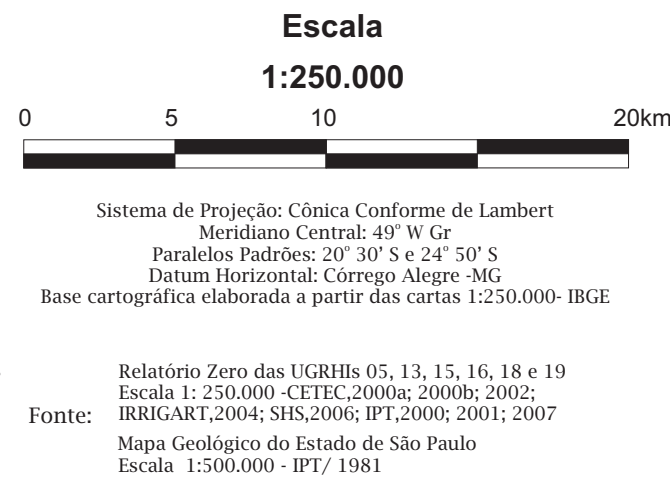 Escala
1:250.000
0 5 10 20km
Sistema de Projeção: Cônica Conforme de Lambert
Meridiano Central: 49° W Gr
Paralelos Padrões: 20° 30’ S e 24° 50’ S
Datum Horizontal: Córrego Alegre -MG
Base cartográfica elaborada a partir das cartas 1:250.000- IBGE
Relatório Zero das UGRHIs 05, 13, 15, 16, 18 e 19
Escala 1: 250.000 -CETEC,2000a; 2000b; 2002;
Fonte: IRRIGART,2004; SHS,2006; IPT,2000; 2001; 2007
Mapa Geológico do Estado de São Paulo
Escala 1:500.000 - IPT/ 1981